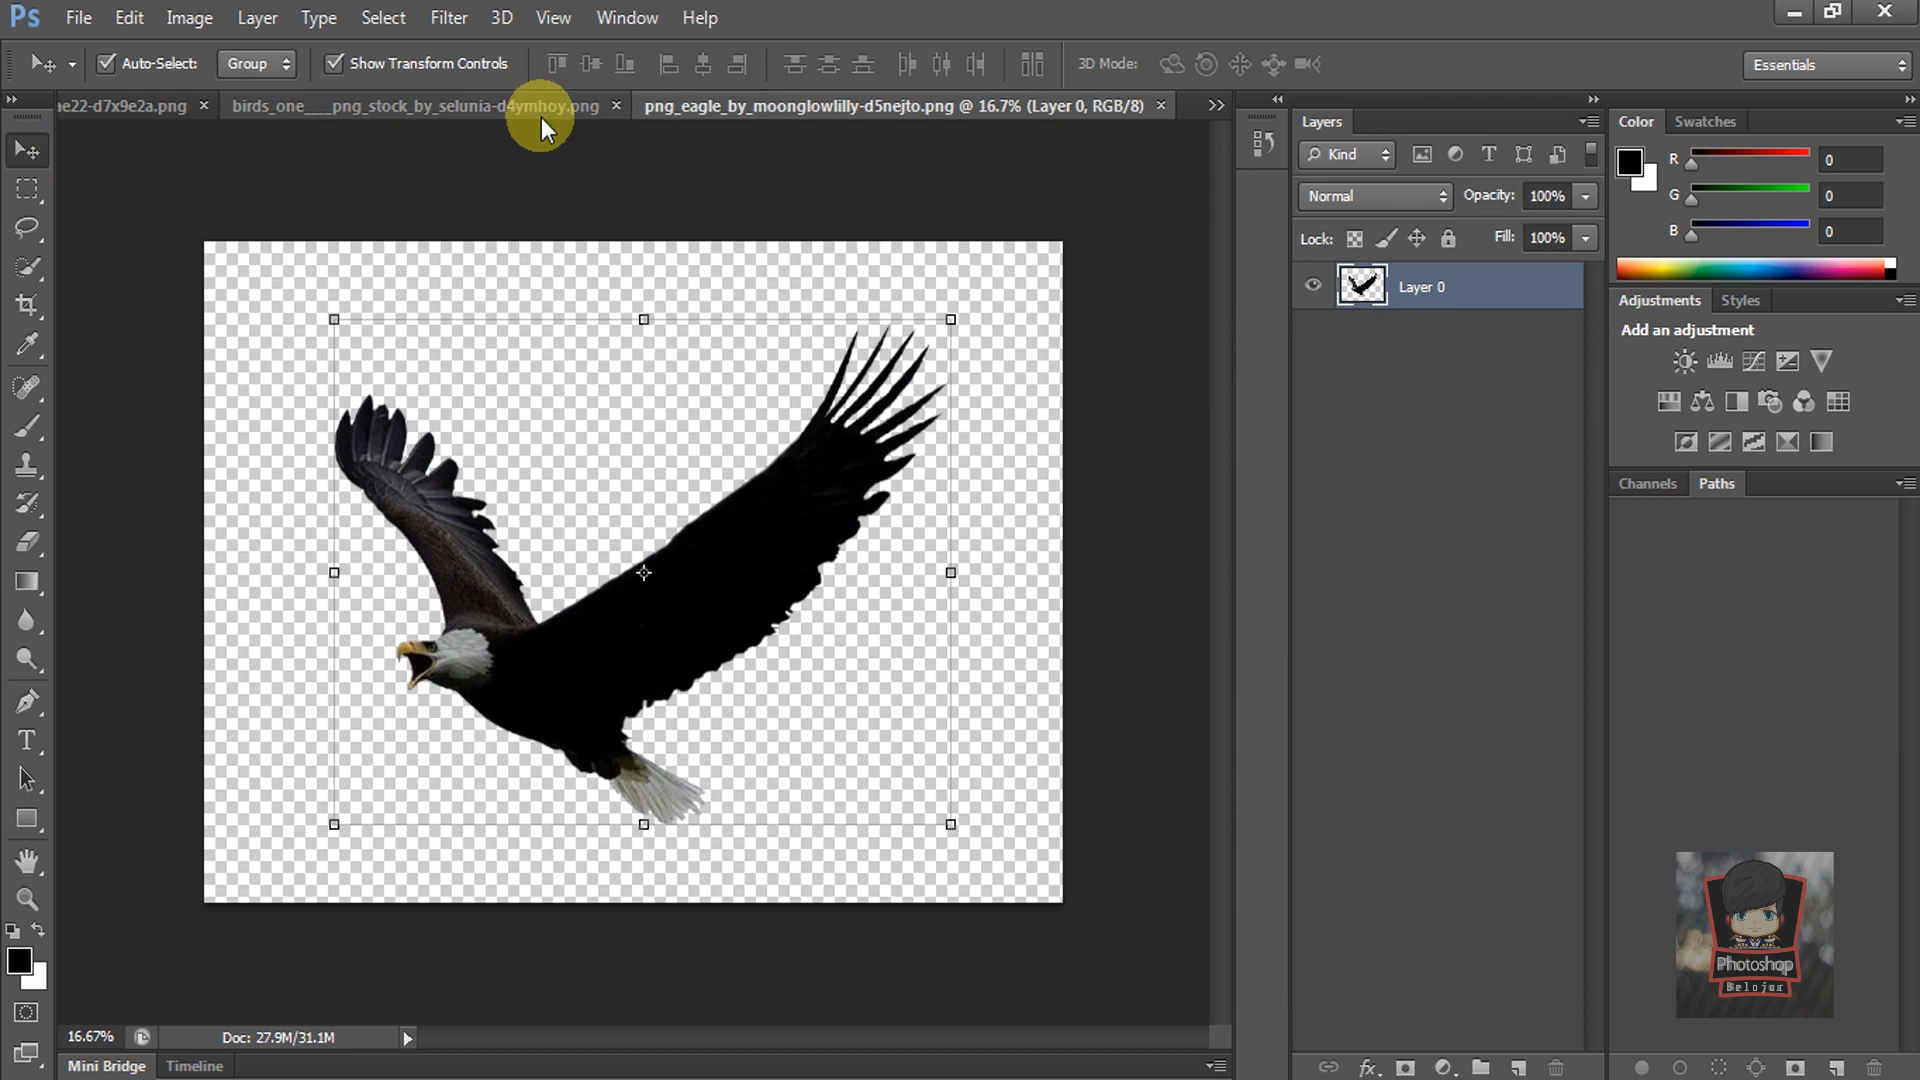 Ps File Edit Image Layer Type Select Filter 3D View Window Help
Auto-Select: Group Show Transform Controls 3D Mode: Essentials
ae22-d7x9e2a.png × birds_one____png_stock_by_selunia-d4ymhoy.png × png_eagle_by_moonglowlilly-d5nejto.png @ 16.7% (Layer 0, RGB/8) ×
Layers
Kind
Normal Opacity: 100%
Lock: Fill: 100%
Layer 0
Color Swatches
R 0
G 0
B 0
Adjustments Styles
Add an adjustment
Channels Paths
Photoshop
Belajar
16.67% Doc: 27.9M/31.1M
Mini Bridge Timeline